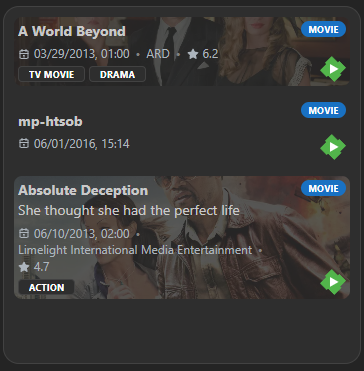 A World Beyond
MOVIE
03/29/2013, 01:00 • ARD • 6.2
TV MOVIE DRAMA
MOVIE
mp-htsob
06/01/2016, 15:14
Absolute Deception
MOVIE
She thought she had the perfect life
06/10/2013, 02:00 •
Limelight International Media Entertainment •
4.7
ACTION